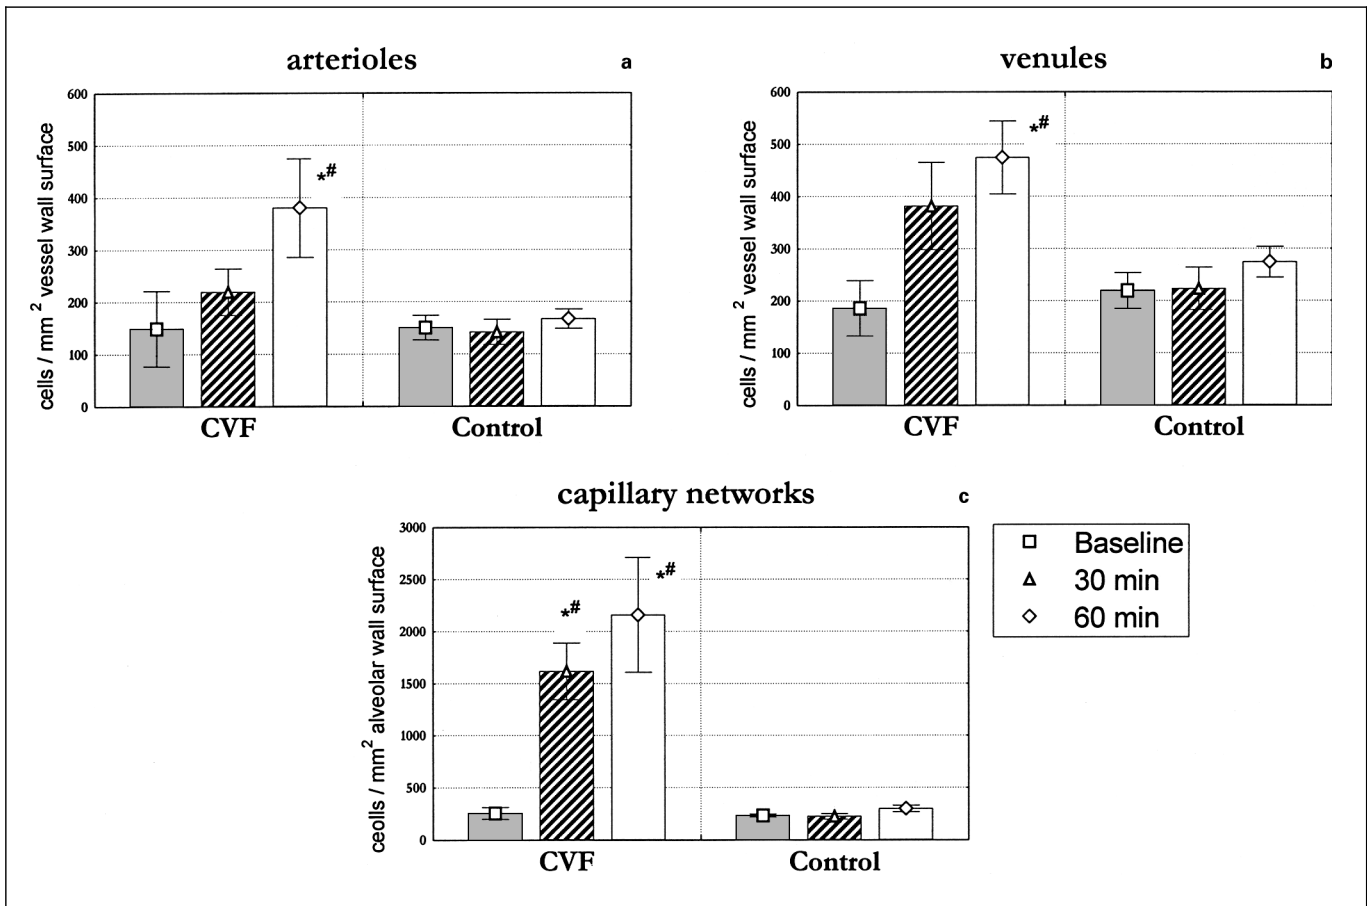 arterioles a
cells / mm 2 vessel wall surface
600
500
400
300
200
100
0
*#
CVF Control
venules b
cells / mm 2 vessel wall surface
600
500
400
300
200
100
0
*#
CVF Control
capillary networks c
ceolls / mm2 alveolar wall surface
3000
2500
2000
1500
1000
500
0
*#
*#
CVF Control
Baseline
30 min
60 min